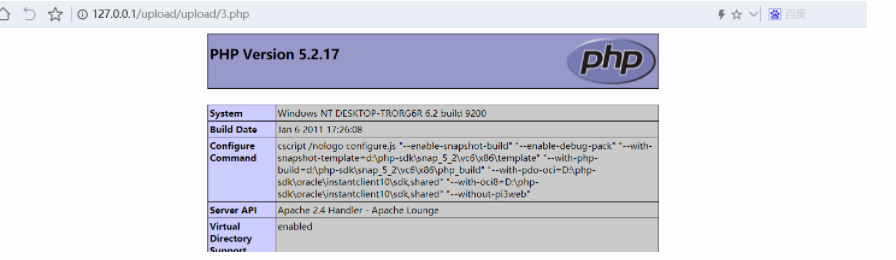 127.0.0.1/upload/upload/3.php
百度
PHP Version 5.2.17
php
System Windows NT DESKTOP-TRORG6R 6.2 build 9200
Build Date Jan 6 2011 17:26:08
Configure cscript /nologo configure.js "--enable-snapshot-build" "--enable-debug-pack" "--with-
Command snapshot-template=d:\php-sdk\snap_5_2\vc6\x86\template" "--with-php-
build=d:\php-sdk\snap_5_2\vc6\x86\php_build" "--with-pdo-oci=D:\php-
sdk\oracle\instantclient10\sdk,shared" "--with-oci8=D:\php-
sdk\oracle\instantclient10\sdk,shared" "--without-pi3web"
Server API Apache 2.4 Handler - Apache Lounge
Virtual enabled
Directory
Support